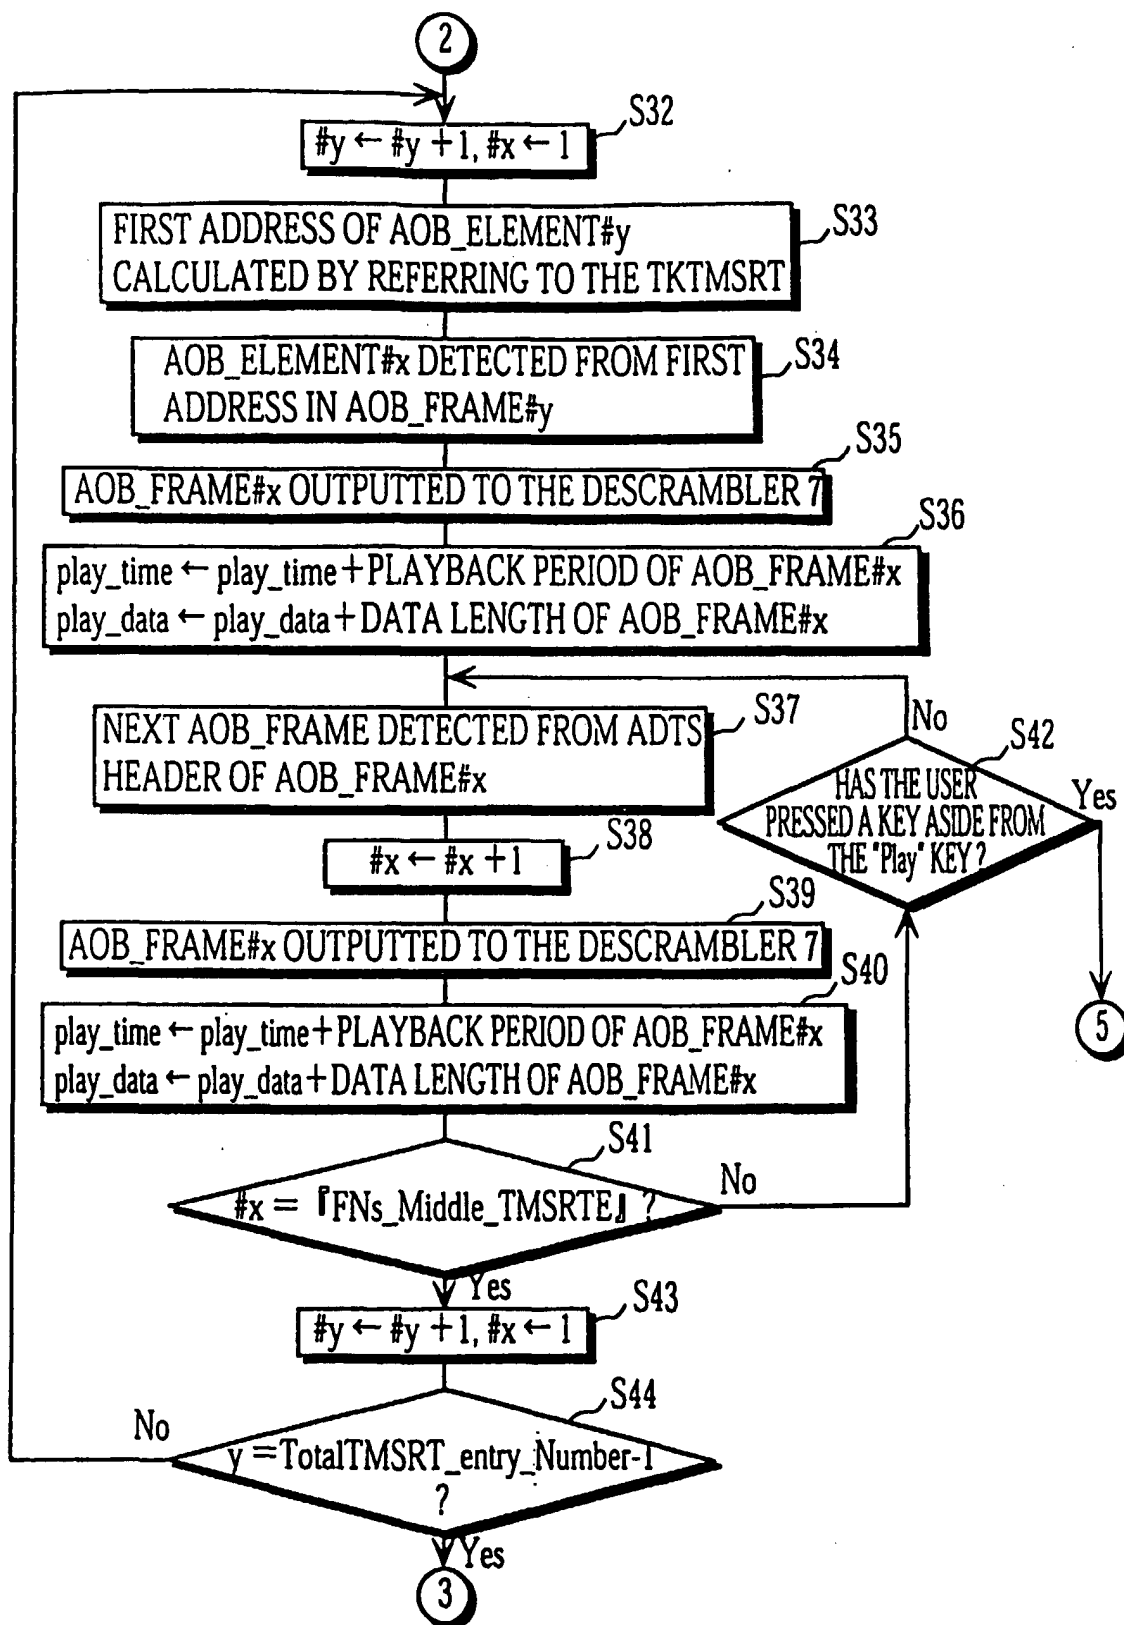 2
S32
#y ← #y + 1, #x ← 1
S33
FIRST ADDRESS OF AOB_ELEMENT#y
CALCULATED BY REFERRING TO THE TKTMSRT
S34
AOB_ELEMENT#x DETECTED FROM FIRST
ADDRESS IN AOB_FRAME#y
S35
AOB_FRAME#x OUTPUTTED TO THE DESCRAMBLER 7
S36
play_time ← play_time + PLAYBACK PERIOD OF AOB_FRAME#x
play_data ← play_data + DATA LENGTH OF AOB_FRAME#x
S37
NEXT AOB_FRAME DETECTED FROM ADTS
HEADER OF AOB_FRAME#x
No
S42
HAS THE USER
PRESSED A KEY ASIDE FROM
THE "Play" KEY ?
Yes
S38
#x ← #x + 1
S39
AOB_FRAME#x OUTPUTTED TO THE DESCRAMBLER 7
S40
play_time ← play_time + PLAYBACK PERIOD OF AOB_FRAME#x
play_data ← play_data + DATA LENGTH OF AOB_FRAME#x
5
S41
#x = 『FNs_Middle_TMSRTE』 ?
No
Yes
S43
#y ← #y + 1, #x ← 1
S44
No
y = TotalTMSRT_entry_Number-1
?
Yes
3